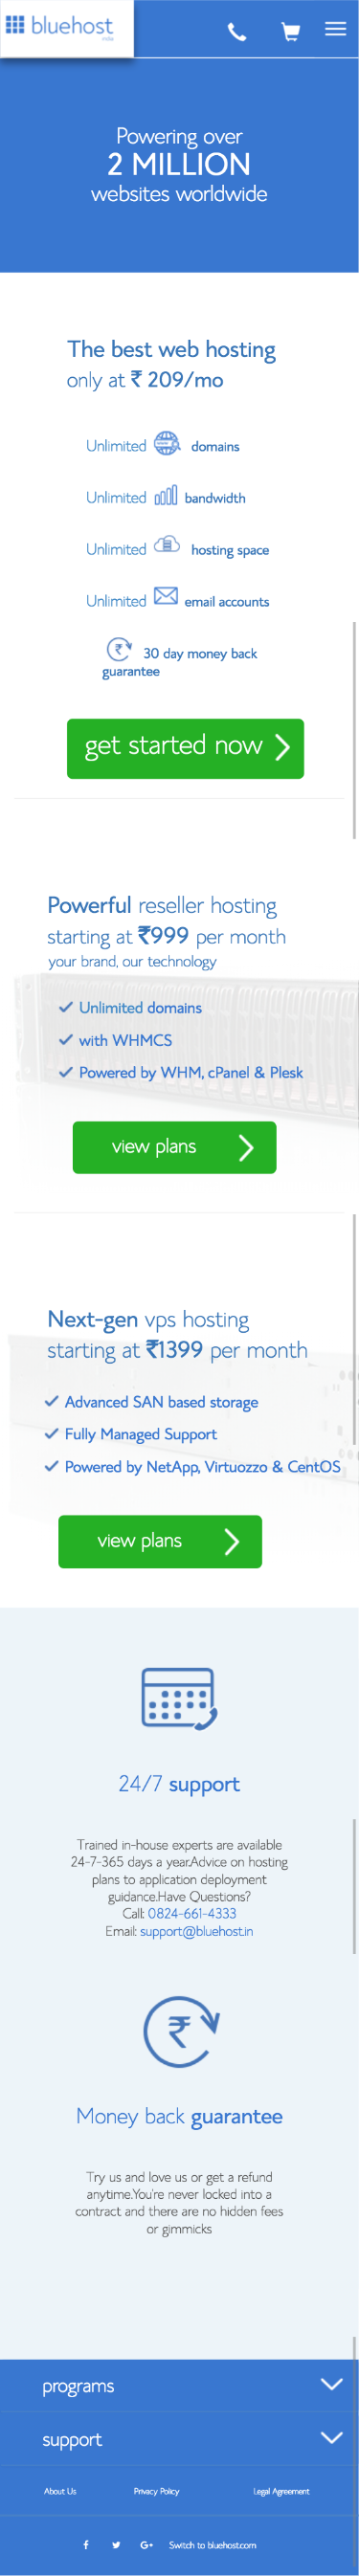 bluehost
india
Powering over
2 MILLION
websites worldwide
The best web hosting
only at ₹ 209/mo
Unlimited domains
Unlimited bandwidth
Unlimited hosting space
Unlimited email accounts
30 day money back
guarantee
get started now
Powerful reseller hosting
starting at ₹999 per month
your brand, our technology
Unlimited domains
with WHMCS
Powered by WHM, cPanel & Plesk
view plans
Next-gen vps hosting
starting at ₹1399 per month
Advanced SAN based storage
Fully Managed Support
Powered by NetApp, Virtuozzo & CentOS
view plans
24/7 support
Trained in-house experts are available
24-7-365 days a year.Advice on hosting
plans to application deployment
guidance.Have Questions?
Call: 0824-661-4333
Email: support@bluehost.in
Money back guarantee
Try us and love us or get a refund
anytime.You're never locked into a
contract and there are no hidden fees
or gimmicks
programs
support
About Us Privacy Policy Legal Agreement
f G+ Switch to bluehost.com